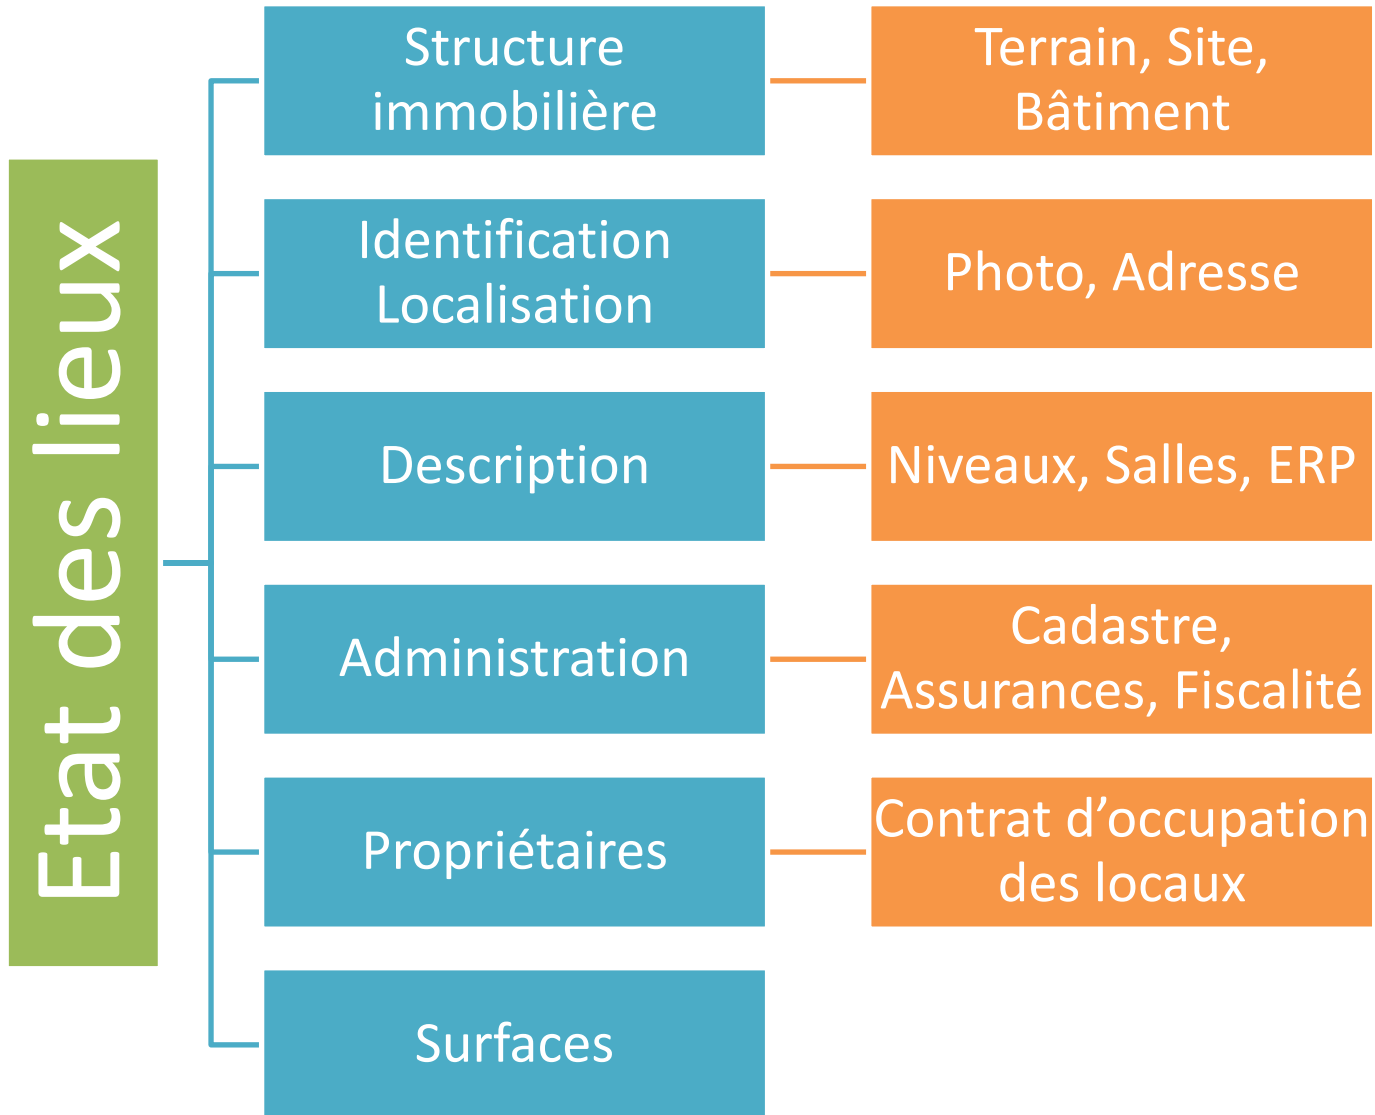 Etat des lieux
Structure
immobilière
Terrain, Site,
Bâtiment
Identification
Localisation
Photo, Adresse
Description
Niveaux, Salles, ERP
Administration
Cadastre,
Assurances, Fiscalité
Propriétaires
Contrat d’occupation
des locaux
Surfaces